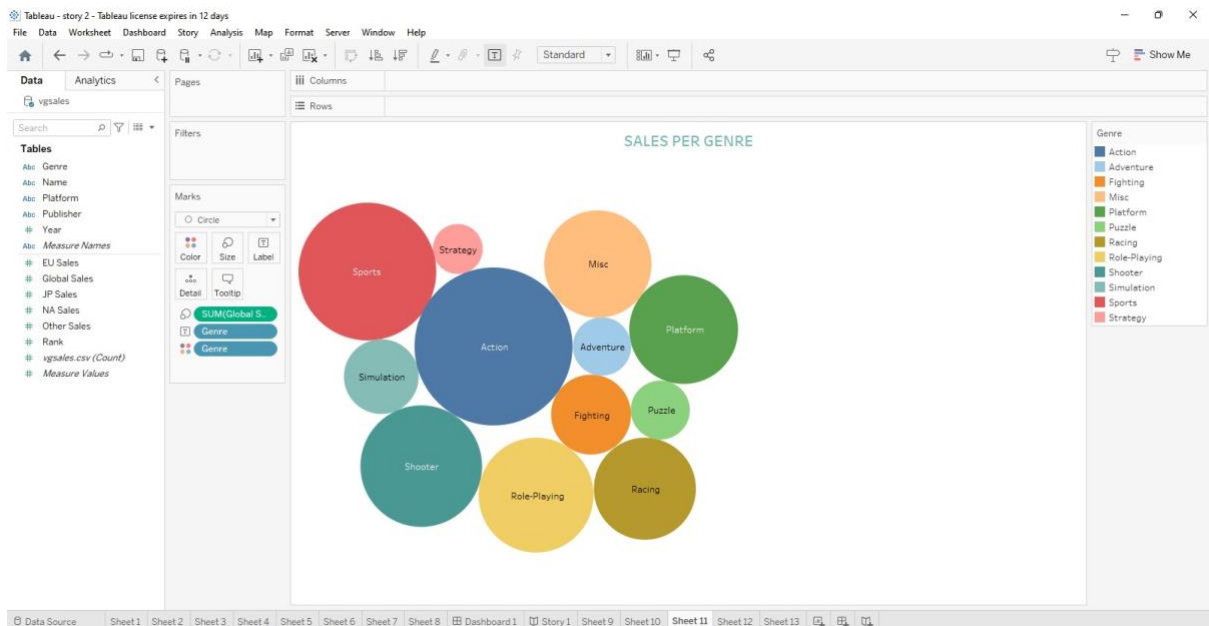 Tableau - story 2 - Tableau license expires in 12 days
File Data Worksheet Dashboard Story Analysis Map Format Server Window Help
Standard
Show Me
Data Analytics
vgsales
Search
Tables
Abc Genre
Abc Name
Abc Platform
Abc Publisher
# Year
Abc Measure Names
# EU Sales
# Global Sales
# JP Sales
# NA Sales
# Other Sales
# Rank
# vgsales.csv (Count)
# Measure Values
Pages
Filters
Marks
Circle
Color Size Label
Detail Tooltip
SUM(Global S..
Genre
Genre
Columns
Rows
SALES PER GENRE
Sports
Strategy
Misc
Platform
Action
Adventure
Simulation
Fighting
Puzzle
Shooter
Role-Playing
Racing
Genre
Action
Adventure
Fighting
Misc
Platform
Puzzle
Racing
Role-Playing
Shooter
Simulation
Sports
Strategy
Data Source Sheet 1 Sheet 2 Sheet 3 Sheet 4 Sheet 5 Sheet 6 Sheet 7 Sheet 8 Dashboard 1 Story 1 Sheet 9 Sheet 10 Sheet 11 Sheet 12 Sheet 13